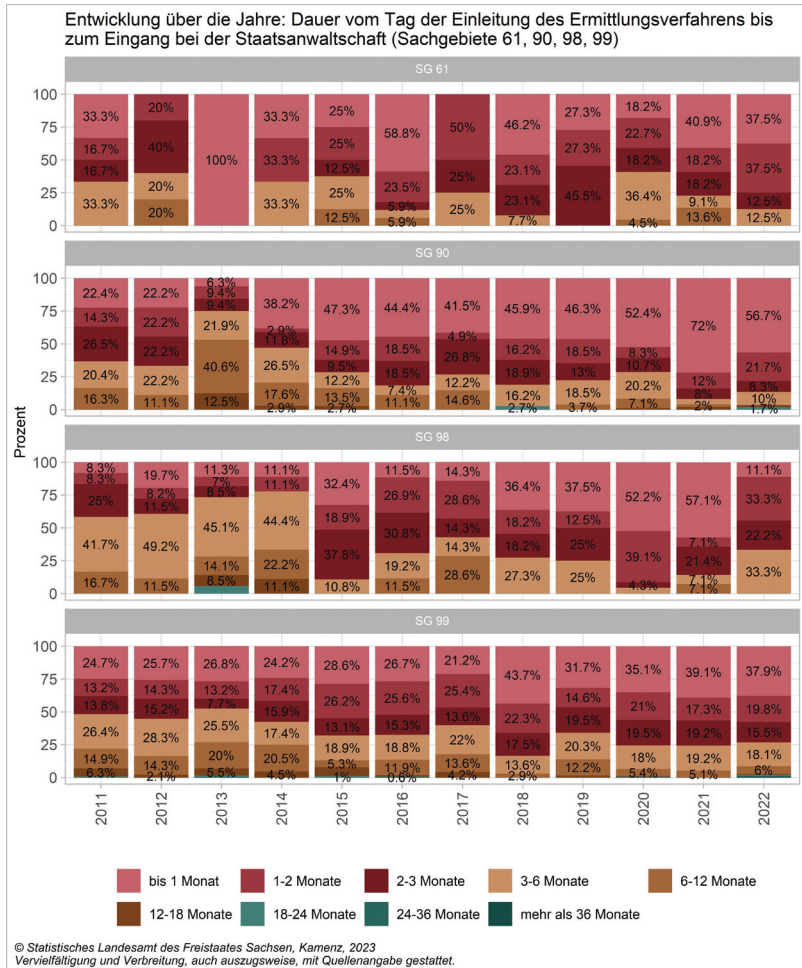 Entwicklung über die Jahre: Dauer vom Tag der Einleitung des Ermittlungsverfahrens bis
zum Eingang bei der Staatsanwaltschaft (Sachgebiete 61, 90, 98, 99)
Prozent
SG 61
100
75
50
25
0
33.3% 16.7% 16.7% 33.3%
20% 40% 20% 20%
100%
33.3% 33.3% 33.3%
25% 25% 12.5% 25% 12.5%
58.8% 23.5% 5.9% 5.9%
50% 25% 25%
46.2% 23.1% 23.1% 7.7%
27.3% 27.3% 45.5%
18.2% 22.7% 18.2% 36.4% 4.5%
40.9% 18.2% 18.2% 9.1% 13.6%
37.5% 37.5% 12.5% 12.5%
SG 90
100
75
50
25
0
22.4% 14.3% 26.5% 20.4% 16.3%
22.2% 22.2% 22.2% 22.2% 11.1%
6.3% 9.4% 9.4% 21.9% 40.6% 12.5%
38.2% 2.9% 11.8% 26.5% 17.6% 2.9%
47.3% 14.9% 9.5% 12.2% 13.5% 2.7%
44.4% 18.5% 18.5% 7.4% 11.1%
41.5% 4.9% 26.8% 12.2% 14.6%
45.9% 16.2% 18.9% 16.2% 2.7%
46.3% 18.5% 13% 18.5% 3.7%
52.4% 8.3% 10.7% 20.2% 7.1%
72% 12% 8% 2%
56.7% 21.7% 8.3% 10% 1.7%
SG 98
100
75
50
25
0
8.3% 8.3% 25% 41.7% 16.7%
19.7% 8.2% 11.5% 49.2% 11.5%
11.3% 7% 8.5% 45.1% 14.1% 8.5%
11.1% 11.1% 44.4% 22.2% 11.1%
32.4% 18.9% 37.8% 10.8%
11.5% 26.9% 30.8% 19.2% 11.5%
14.3% 28.6% 14.3% 14.3% 28.6%
36.4% 18.2% 18.2% 27.3%
37.5% 12.5% 25% 25%
52.2% 39.1% 4.3%
57.1% 7.1% 21.4% 7.1% 7.1%
11.1% 33.3% 22.2% 33.3%
SG 99
100
75
50
25
0
24.7% 13.2% 13.8% 26.4% 14.9% 6.3%
25.7% 14.3% 15.2% 28.3% 14.3% 2.1%
26.8% 13.2% 7.7% 25.5% 20% 5.5%
24.2% 17.4% 15.9% 17.4% 20.5% 4.5%
28.6% 26.2% 13.1% 18.9% 5.3% 1%
26.7% 25.6% 15.3% 18.8% 11.9% 0.6%
21.2% 25.4% 13.6% 22% 13.6% 4.2%
43.7% 22.3% 17.5% 13.6% 2.9%
31.7% 14.6% 19.5% 20.3% 12.2%
35.1% 21% 19.5% 18% 5.4%
39.1% 17.3% 19.2% 19.2% 5.1%
37.9% 19.8% 15.5% 18.1% 6%
2011 2012 2013 2014 2015 2016 2017 2018 2019 2020 2021 2022
bis 1 Monat 1-2 Monate 2-3 Monate 3-6 Monate 6-12 Monate
12-18 Monate 18-24 Monate 24-36 Monate mehr als 36 Monate
© Statistisches Landesamt des Freistaates Sachsen, Kamenz, 2023
Vervielfältigung und Verbreitung, auch auszugsweise, mit Quellenangabe gestattet.